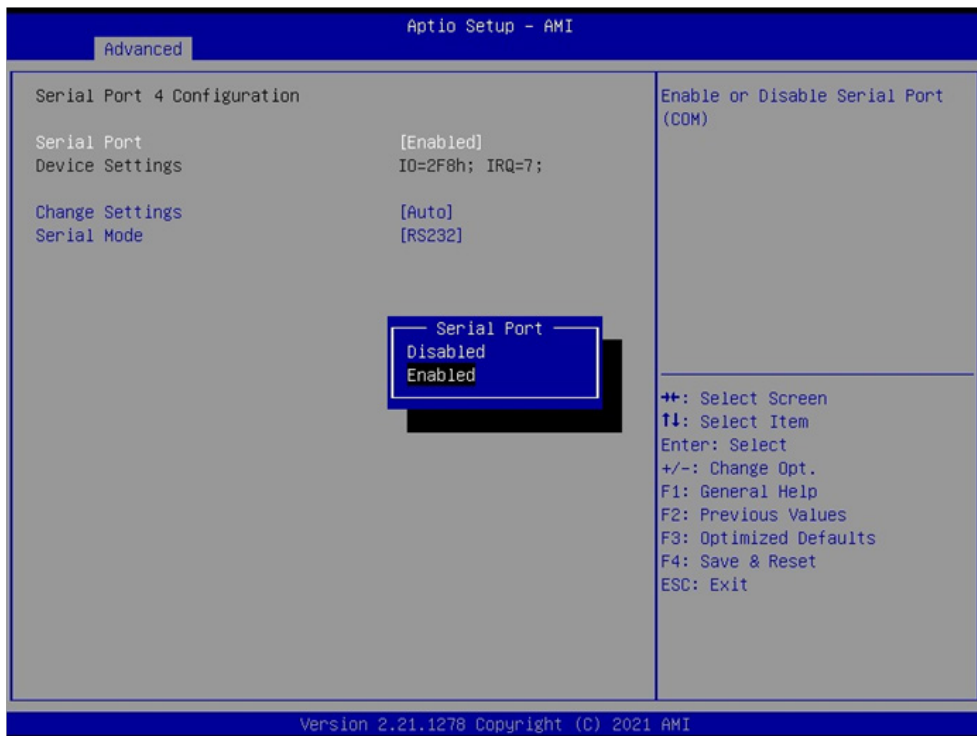 Aptio Setup - AMI
Advanced
Serial Port 4 Configuration
Serial Port [Enabled]
Device Settings IO=2F8h; IRQ=7;
Change Settings [Auto]
Serial Mode [RS232]
Serial Port
Disabled
Enabled
Enable or Disable Serial Port
(COM)
→←: Select Screen
↑↓: Select Item
Enter: Select
+/-: Change Opt.
F1: General Help
F2: Previous Values
F3: Optimized Defaults
F4: Save & Reset
ESC: Exit
Version 2.21.1278 Copyright (C) 2021 AMI